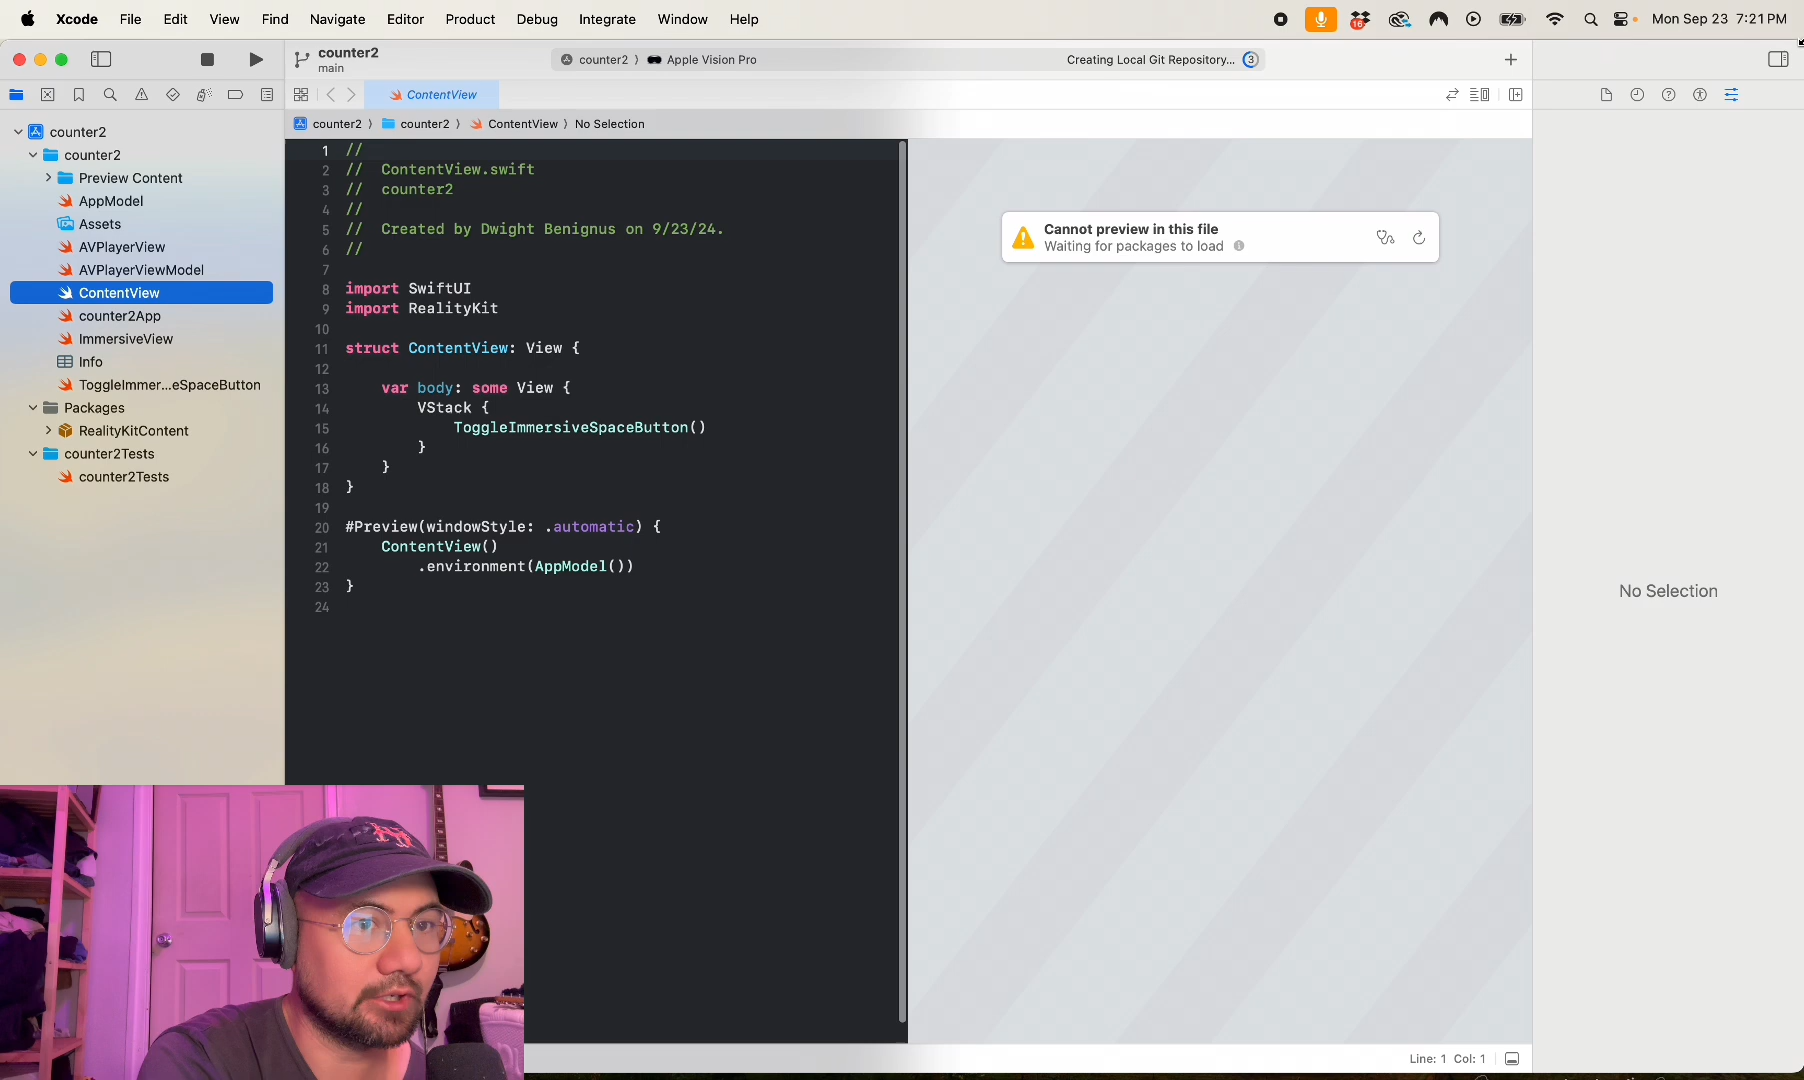 Xcode File Edit View Find Navigate Editor Product Debug Integrate Window Help
16
Mon Sep 23 7:21 PM
counter2
main
counter2 〉 Apple Vision Pro
Creating Local Git Repository... 3
ContentView
counter2 〉 counter2 〉 ContentView 〉 No Selection
counter2
counter2
Preview Content
AppModel
Assets
AVPlayerView
AVPlayerViewModel
ContentView
counter2App
ImmersiveView
Info
ToggleImmer...eSpaceButton
Packages
RealityKitContent
counter2Tests
counter2Tests
1 //
2 // ContentView.swift
3 // counter2
4 //
5 // Created by Dwight Benignus on 9/23/24.
6 //
7
8 import SwiftUI
9 import RealityKit
10
11 struct ContentView: View {
12
13 var body: some View {
14 VStack {
15 ToggleImmersiveSpaceButton()
16 }
17 }
18 }
19
20 #Preview(windowStyle: .automatic) {
21 ContentView()
22 .environment(AppModel())
23 }
24
Cannot preview in this file
Waiting for packages to load
No Selection
Line: 1 Col: 1